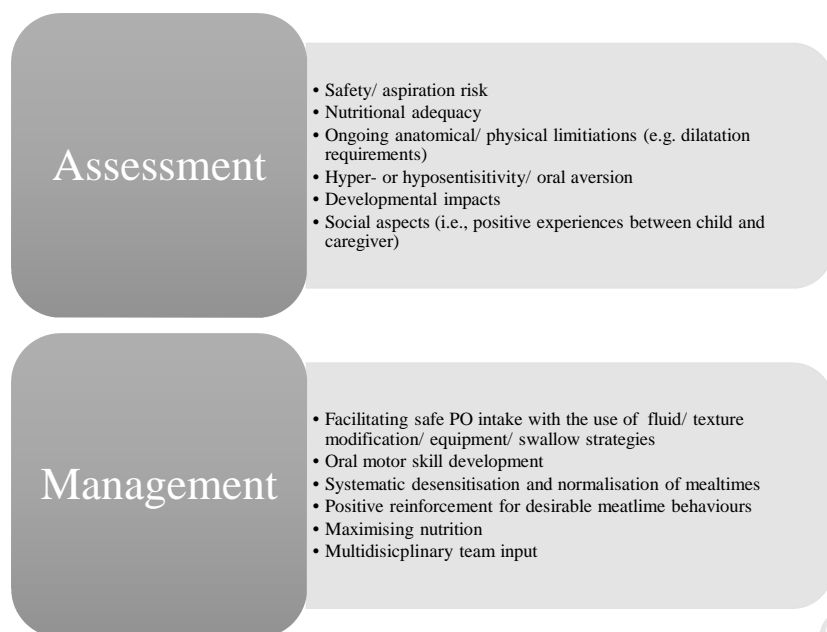 Assessment
• Safety/ aspiration risk
• Nutritional adequacy
• Ongoing anatomical/ physical limitiations (e.g. dilatation
requirements)
• Hyper- or hyposentisitivity/ oral aversion
• Developmental impacts
• Social aspects (i.e., positive experiences between child and
caregiver)
Management
• Facilitating safe PO intake with the use of fluid/ texture
modification/ equipment/ swallow strategies
• Oral motor skill development
• Systematic desensitisation and normalisation of mealtimes
• Positive reinforcement for desirable meatlime behaviours
• Maximising nutrition
• Multidisicplinary team input